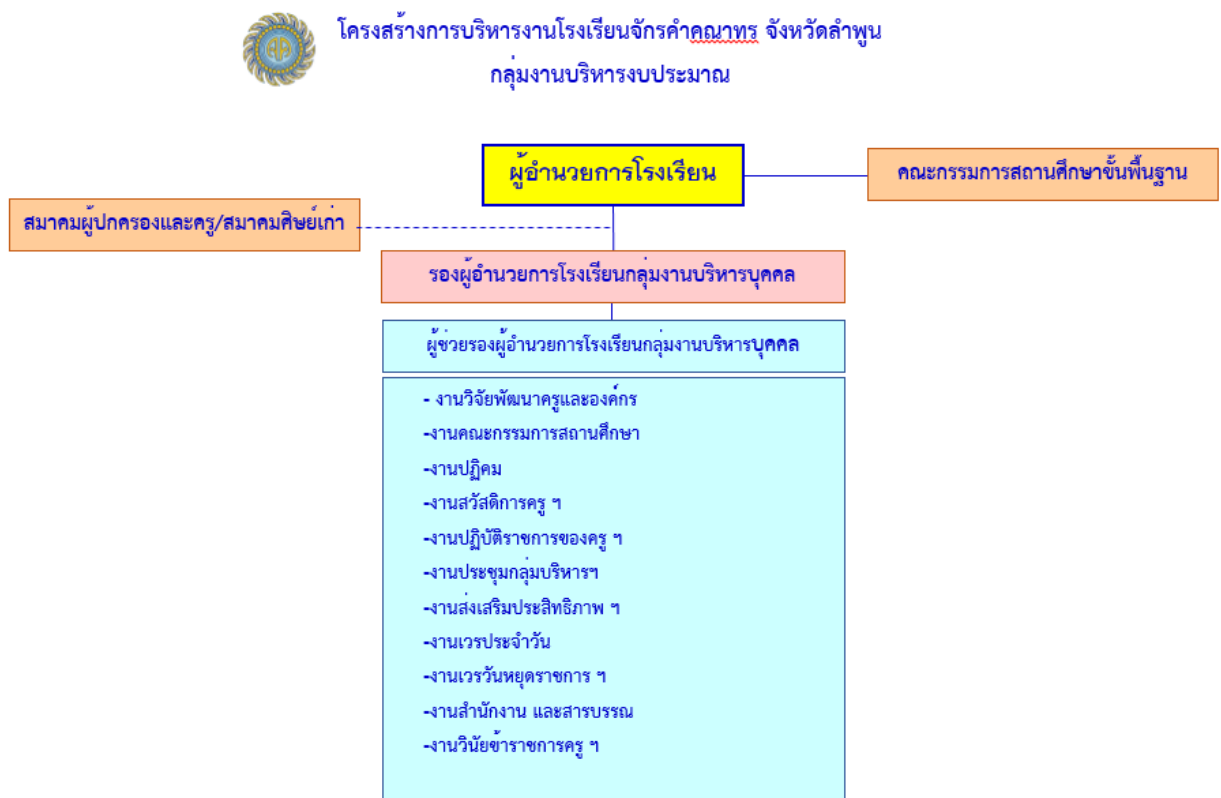 โครงสร้างการบริหารงานโรงเรียนจักรคำคณาทร จังหวัดลำพูน
กลุ่มงานบริหารงบประมาณ
ผู้อำนวยการโรงเรียน
คณะกรรมการสถานศึกษาขั้นพื้นฐาน
สมาคมผู้ปกครองและครู/สมาคมศิษย์เก่า
รองผู้อำนวยการโรงเรียนกลุ่มงานบริหารบุคคล
ผู้ช่วยรองผู้อำนวยการโรงเรียนกลุ่มงานบริหารบุคคล
- งานวิจัยพัฒนาครูและองค์กร
-งานคณะกรรมการสถานศึกษา
-งานปฏิคม
-งานสวัสดิการครู ฯ
-งานปฏิบัติราชการของครู ฯ
-งานประชุมกลุ่มบริหารฯ
-งานส่งเสริมประสิทธิภาพ ฯ
-งานเวรประจำวัน
-งานเวรวันหยุดราชการ ฯ
-งานสำนักงาน และสารบรรณ
-งานวินัยข้าราชการครู ฯ